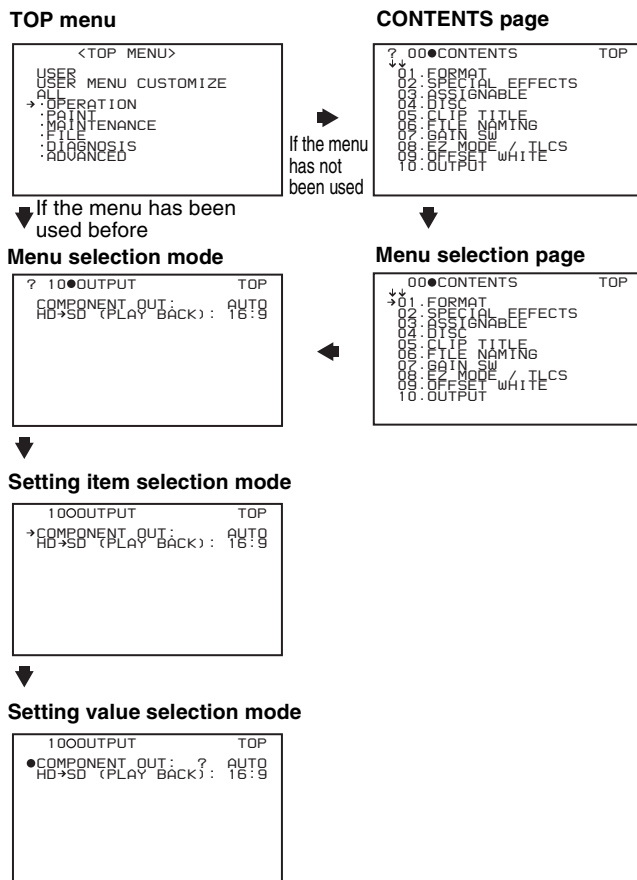 TOP menu
<TOP MENU>
USER
USER MENU CUSTOMIZE
ALL
→·OPERATION
·PAINT
·MAINTENANCE
·FILE
·DIAGNOSIS
·ADVANCED
If the menu
has not
been used
CONTENTS page
? 00●CONTENTS TOP
↓↓
01.FORMAT
02.SPECIAL EFFECTS
03.ASSIGNABLE
04.DISC
05.CLIP TITLE
06.FILE NAMING
07.GAIN SW
08.EZ MODE / TLCS
09.OFFSET WHITE
10.OUTPUT
If the menu has been
used before
Menu selection mode
? 10●OUTPUT TOP
COMPONENT OUT: AUTO
HD→SD (PLAY BACK): 16:9
Menu selection page
00●CONTENTS TOP
↓↓
→01.FORMAT
02.SPECIAL EFFECTS
03.ASSIGNABLE
04.DISC
05.CLIP TITLE
06.FILE NAMING
07.GAIN SW
08.EZ MODE / TLCS
09.OFFSET WHITE
10.OUTPUT
Setting item selection mode
10○OUTPUT TOP
→COMPONENT OUT: AUTO
HD→SD (PLAY BACK): 16:9
Setting value selection mode
10○OUTPUT TOP
●COMPONENT OUT: ? AUTO
HD→SD (PLAY BACK): 16:9